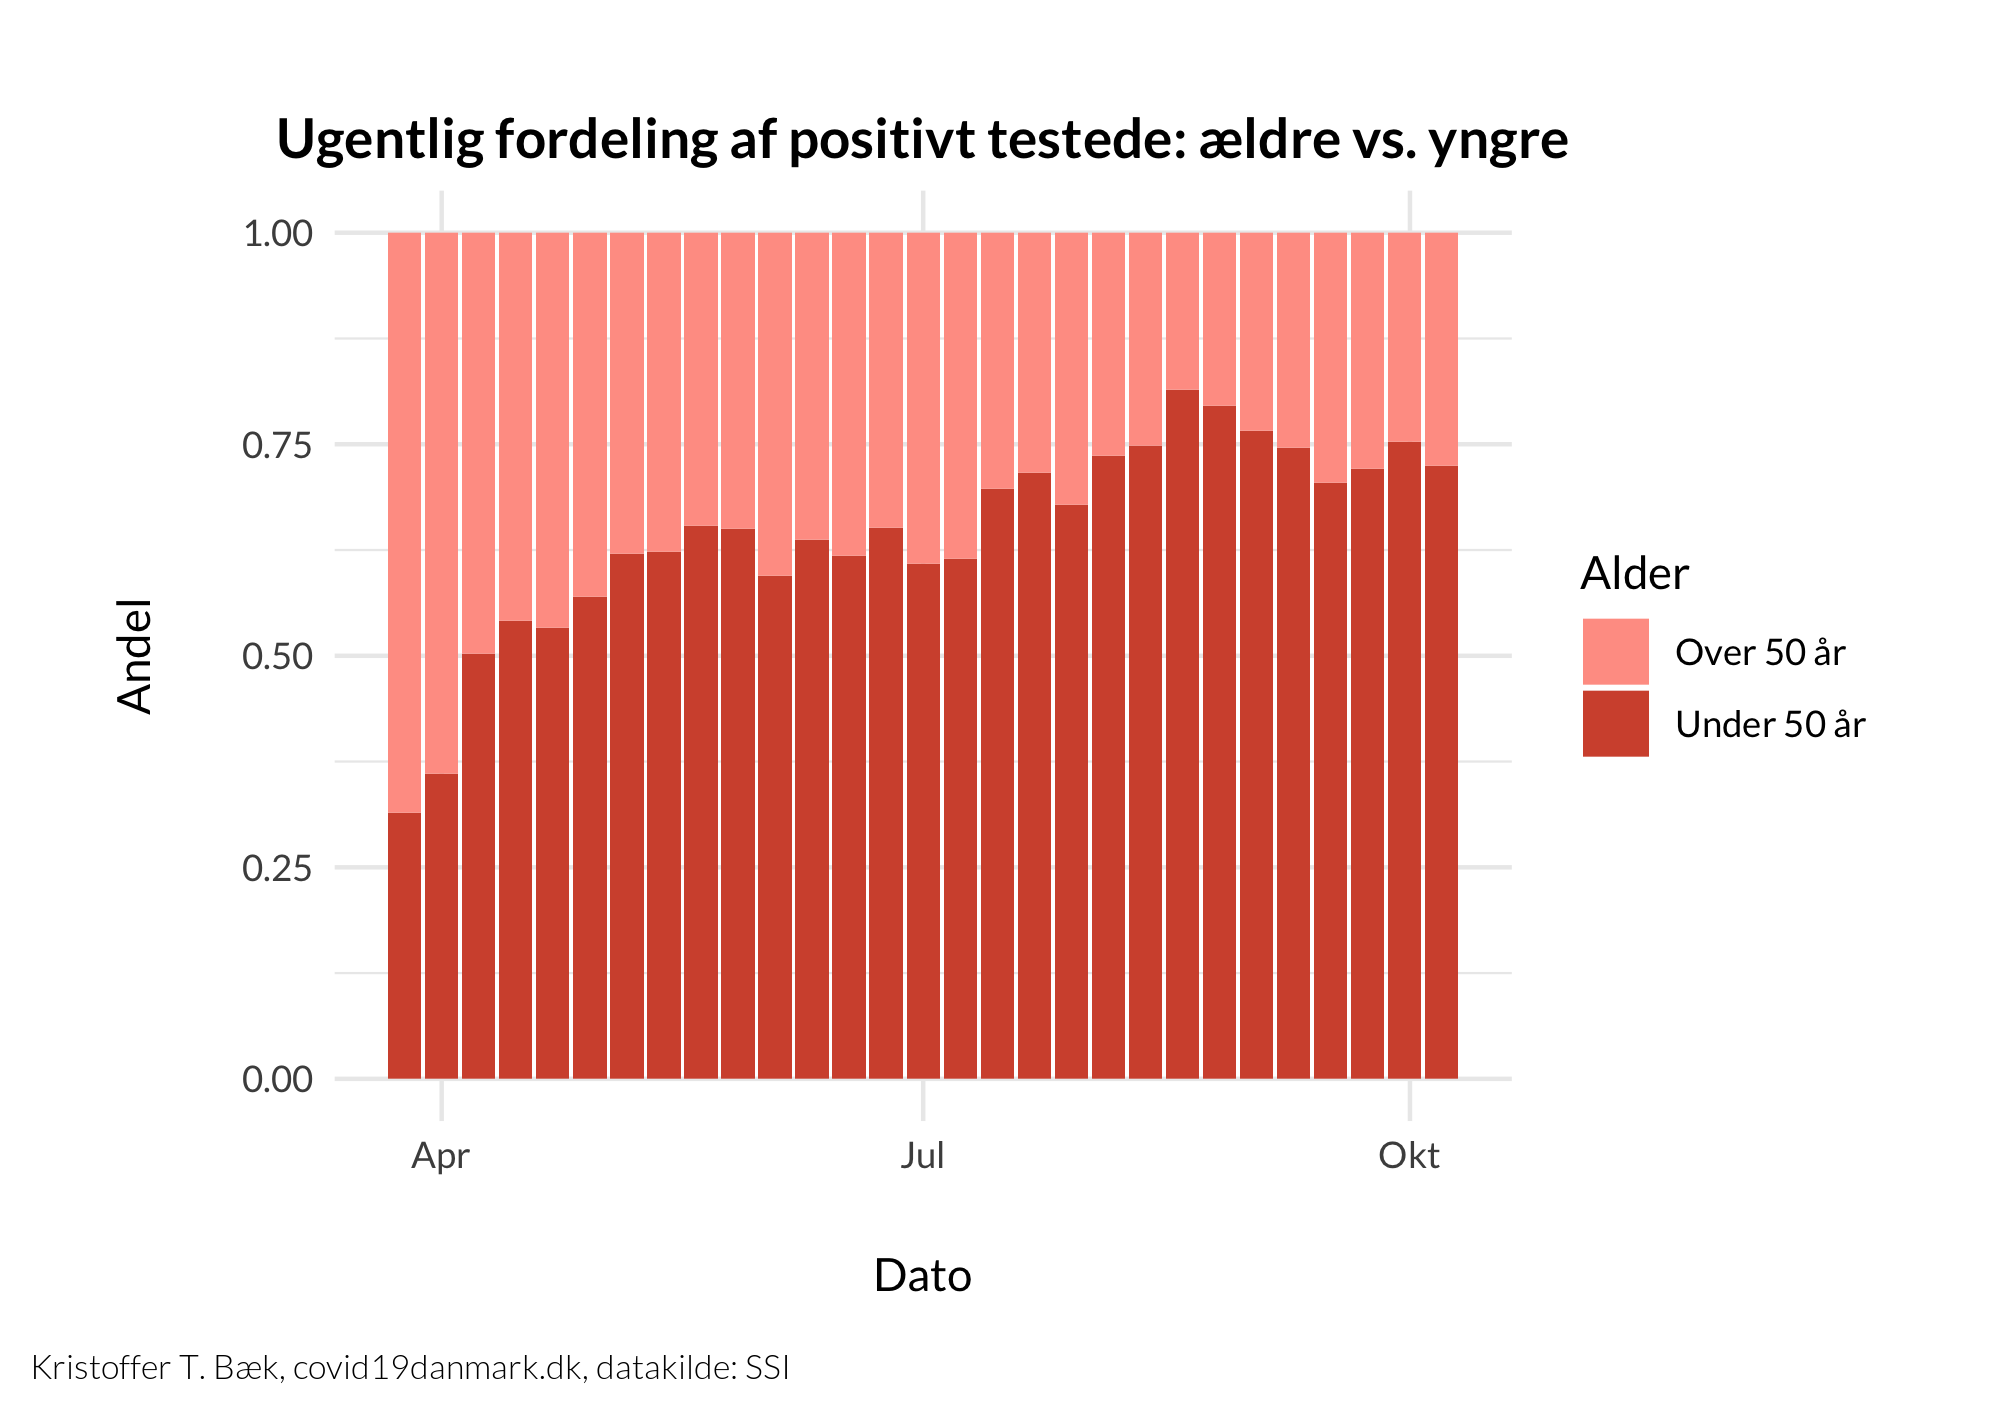 Ugentlig fordeling af positivt testede: ældre vs. yngre
1.00
0.75
0.50
0.25
0.00
Andel
Apr
Jul
Okt
Dato
Alder
Over 50 år
Under 50 år
Kristoffer T. Bæk, covid19danmark.dk, datakilde: SSI